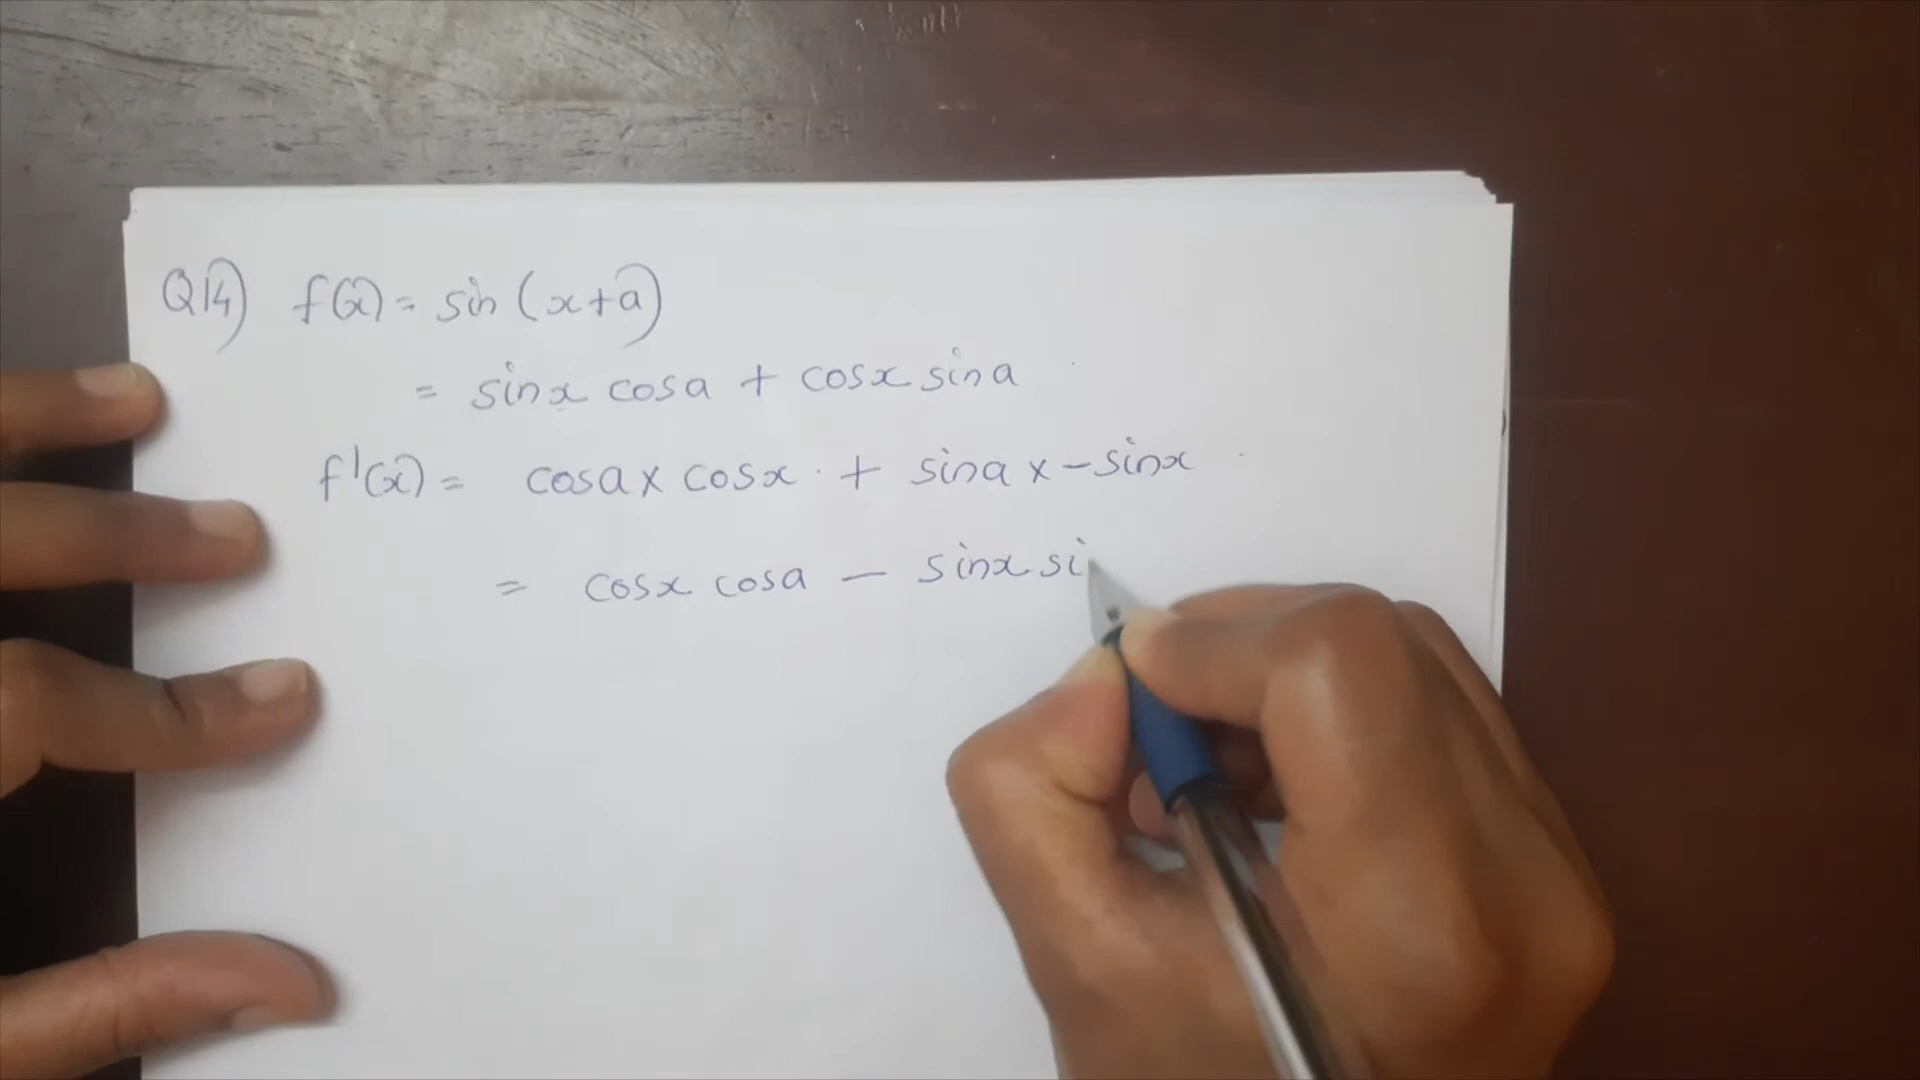 Q14) f(x) = sin (x+a)
= sinx cosa + cosx sina
f'(x) = cosa x cosx + sina x -sinx
= cosx cosa - sinx si